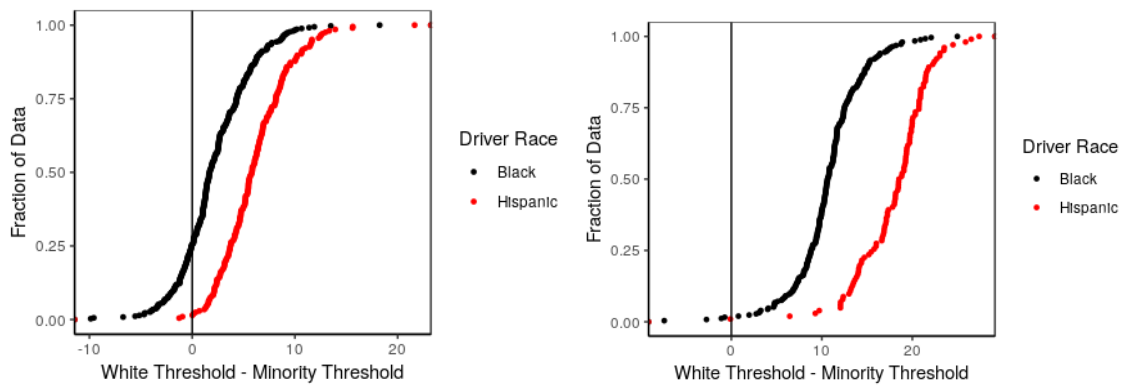 1.00
0.75
0.50
0.25
0.00
Fraction of Data
-10
0
10
20
White Threshold - Minority Threshold
Driver Race
Black
Hispanic
1.00
0.75
0.50
0.25
0.00
Fraction of Data
0
10
20
White Threshold - Minority Threshold
Driver Race
Black
Hispanic